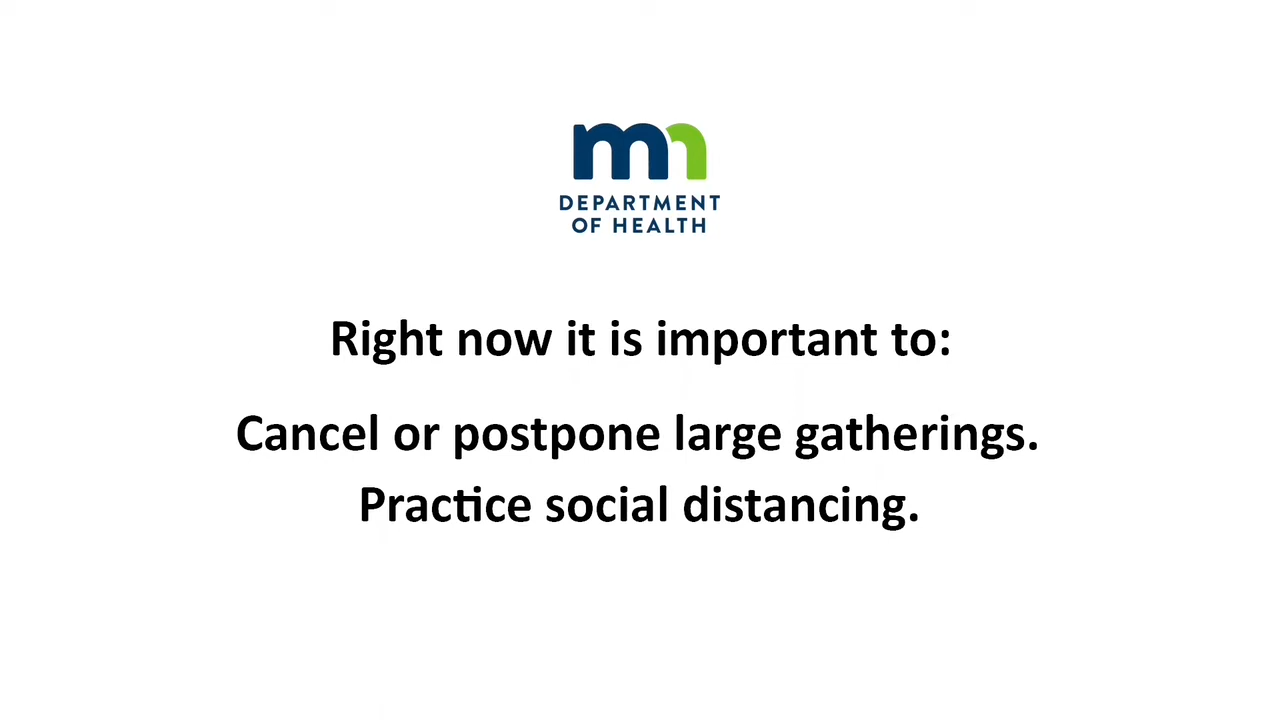 mn
DEPARTMENT
OF HEALTH
Right now it is important to:
Cancel or postpone large gatherings.
Practice social distancing.